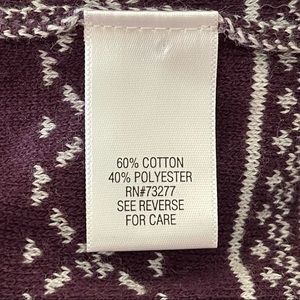 60% COTTON
40% POLYESTER
RN#73277
SEE REVERSE
FOR CARE